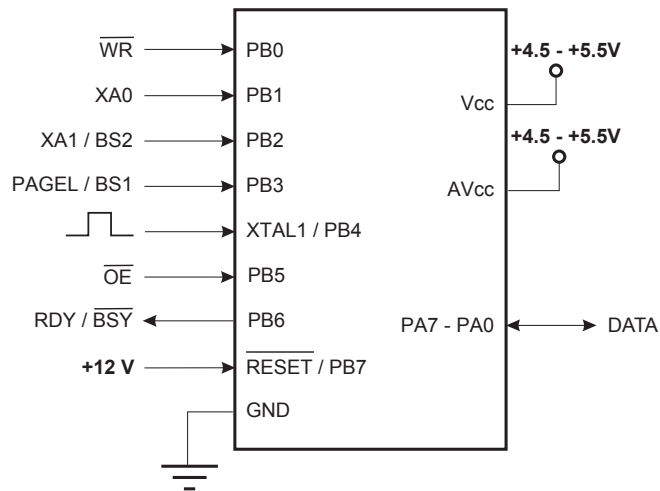 WR PB0 +4.5 - +5.5V
XA0 PB1 Vcc
XA1 / BS2 PB2 +4.5 - +5.5V
PAGEL / BS1 PB3 AVcc
XTAL1 / PB4
OE PB5
RDY / BSY PB6 PA7 - PA0 DATA
+12 V RESET / PB7
GND